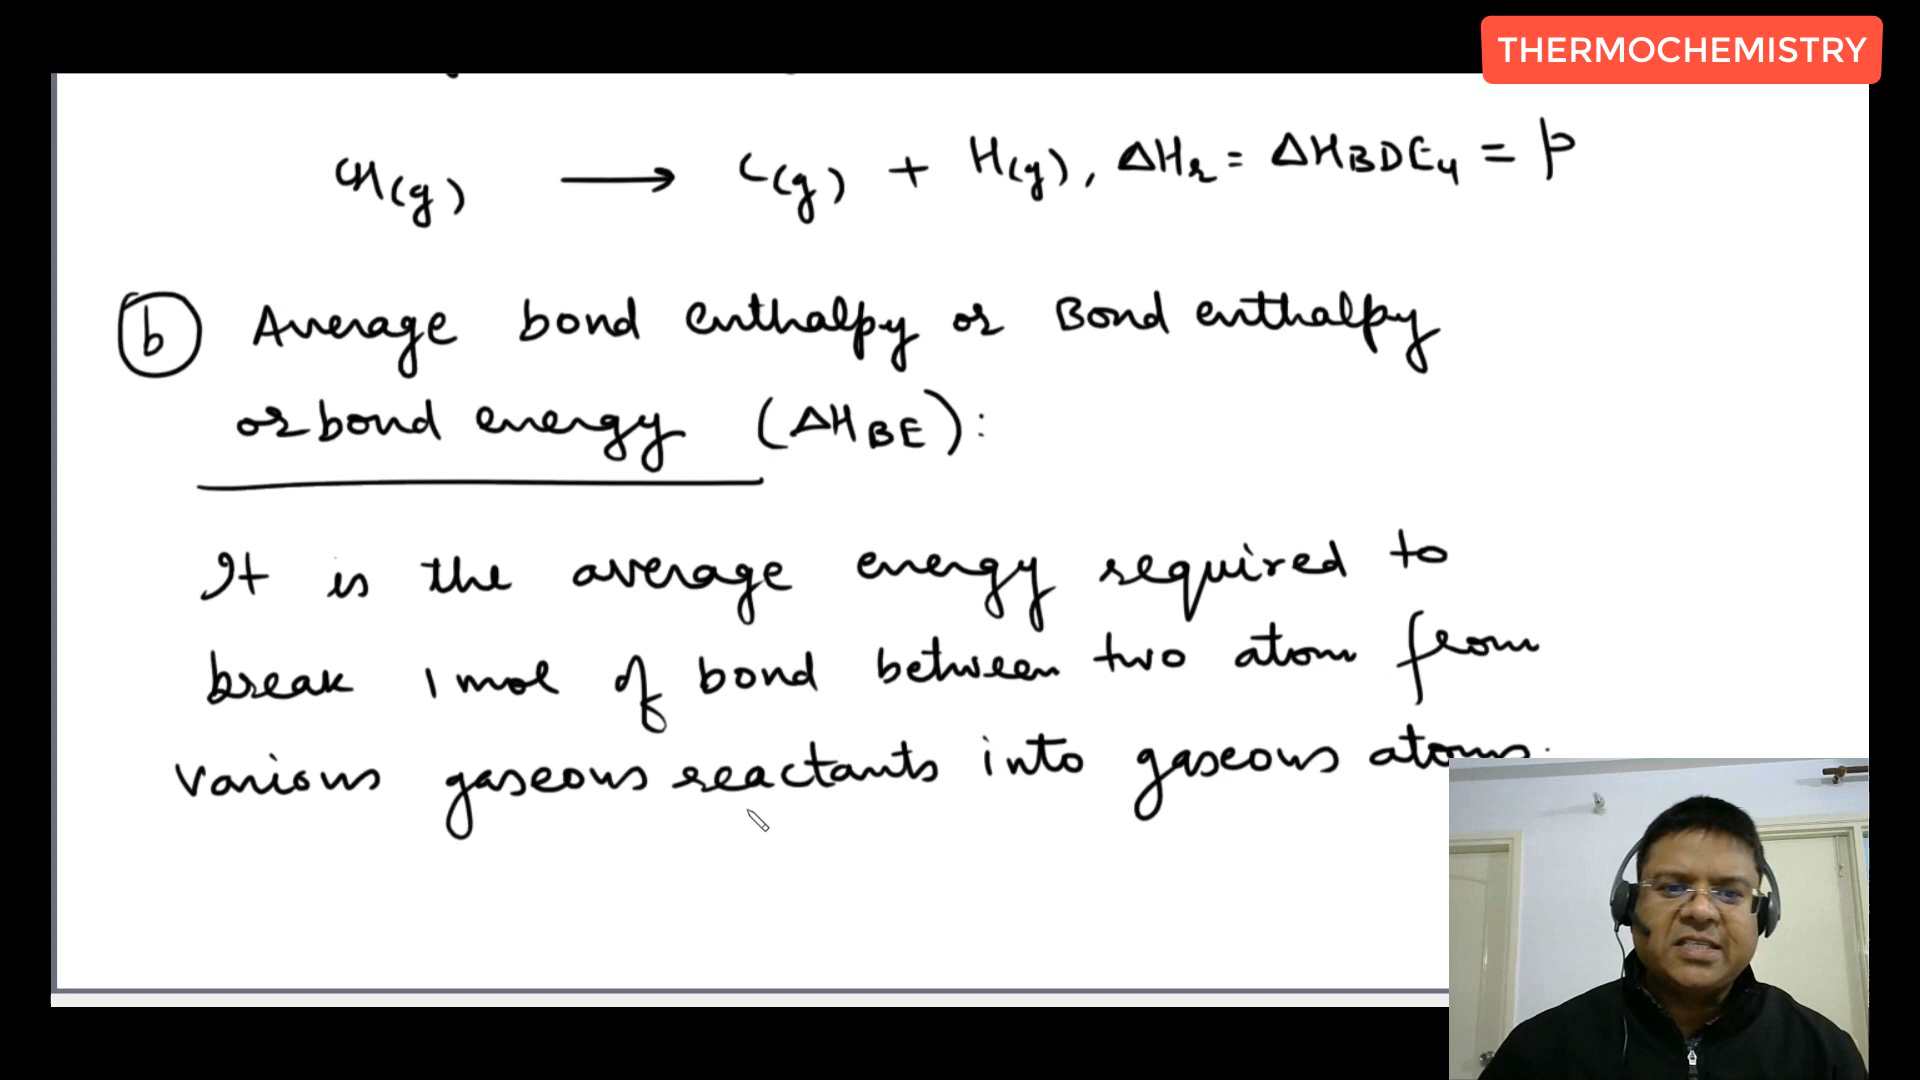 THERMOCHEMISTRY
CH(g) ⟶ C(g) + H(g), ΔHr = ΔHBDE4 = p
(b) Average bond enthalpy or Bond enthalpy
or bond energy (ΔHBE):
It is the average energy required to
break 1 mol of bond between two atom from
various gaseous reactants into gaseous atoms.